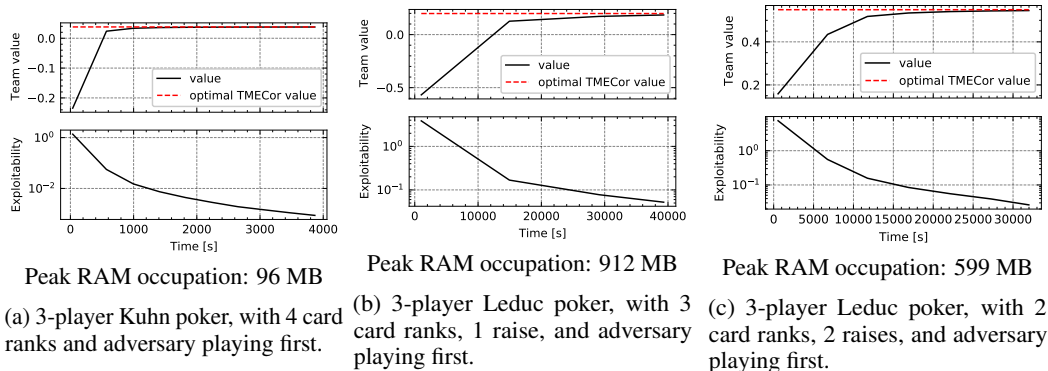 Team value
0.0
−0.1
−0.2
value
optimal TMECor value
Exploitability
10⁰
10⁻²
0
1000
2000
3000
4000
Time [s]
Peak RAM occupation: 96 MB
(a) 3-player Kuhn poker, with 4 card
ranks and adversary playing first.
Team value
0.0
−0.5
value
optimal TMECor value
Exploitability
10⁰
10⁻¹
0
10000
20000
30000
40000
Time [s]
Peak RAM occupation: 912 MB
(b) 3-player Leduc poker, with 3
card ranks, 1 raise, and adversary
playing first.
Team value
0.4
0.2
value
optimal TMECor value
Exploitability
10⁰
10⁻¹
0
5000
10000
15000
20000
25000
30000
Time [s]
Peak RAM occupation: 599 MB
(c) 3-player Leduc poker, with 2
card ranks, 2 raises, and adversary
playing first.